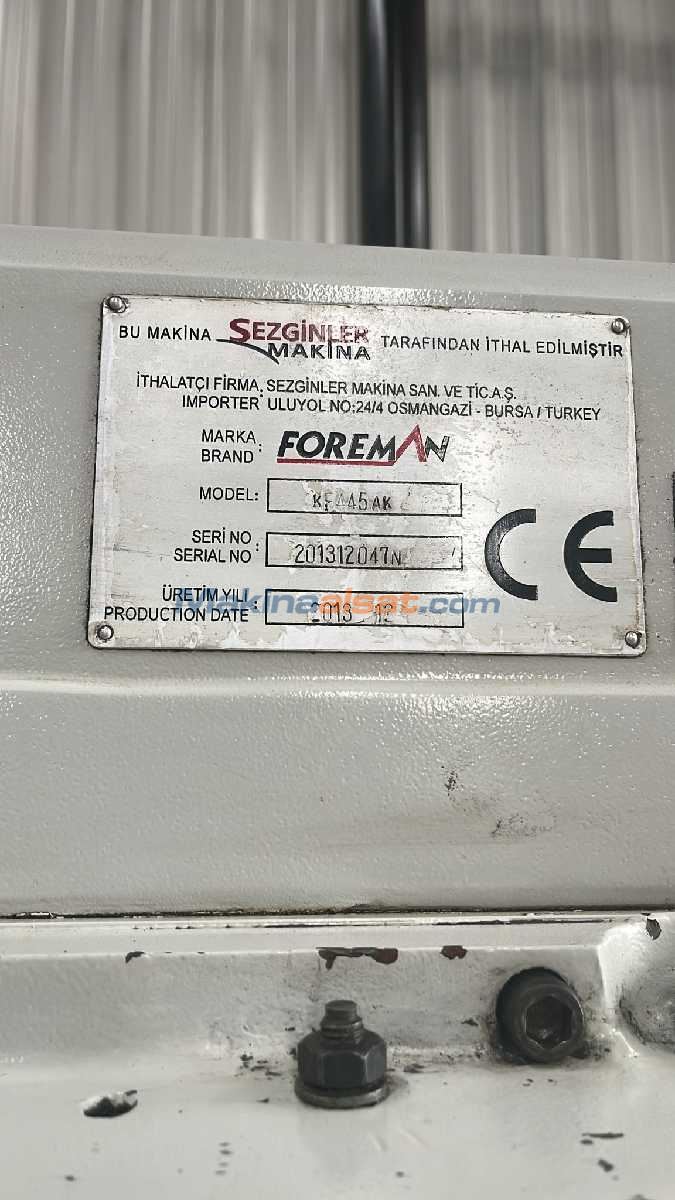 BU MAKİNA SEZGİNLER MAKİNA TARAFINDAN İTHAL EDİLMİŞTİR
İTHALATÇI FİRMA : SEZGİNLER MAKİNA SAN. VE TİC.A.Ş.
IMPORTER ULUYOL NO:24/4 OSMANGAZİ - BURSA / TURKEY
MARKA
BRAND : FOREMAN
MODEL: 445AK
SERİ NO
SERIAL NO : 201312047N
ÜRETİM YILI
PRODUCTION DATE : 2013 12
CE
Makinaalsat.com